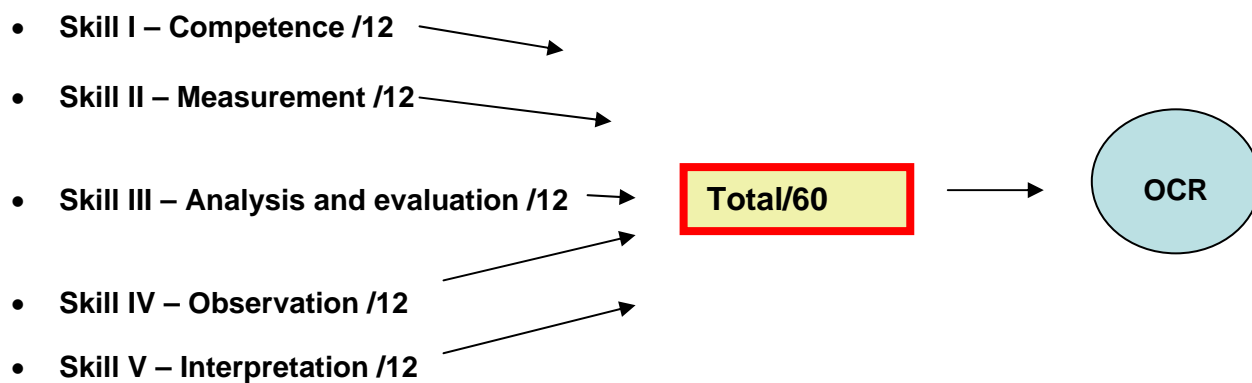 • Skill I – Competence /12
• Skill II – Measurement /12
• Skill III – Analysis and evaluation /12
Total/60
OCR
• Skill IV – Observation /12
• Skill V – Interpretation /12